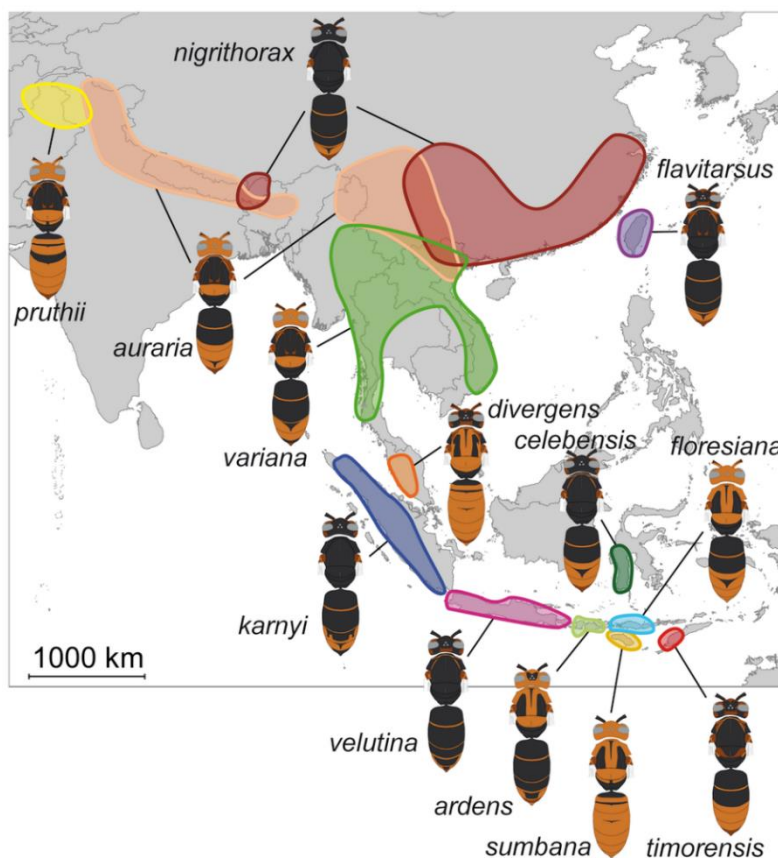 nigrithorax
flavitarsus
pruthii
auraria
divergens
celebensis
floresiana
variana
karnyi
1000 km
velutina
ardens
sumbana
timorensis